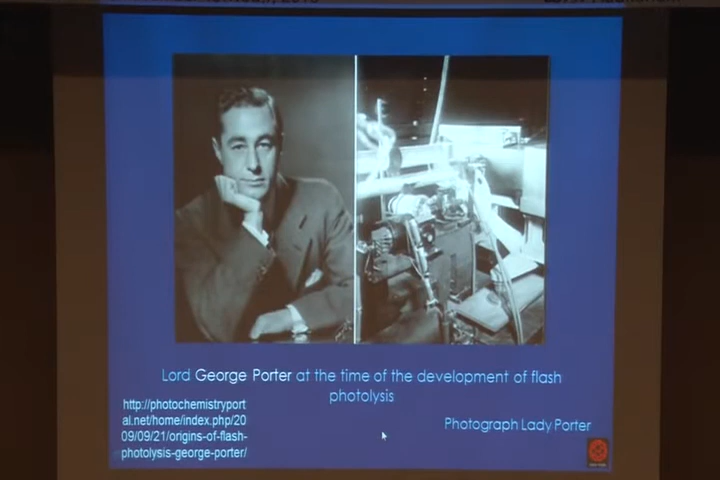 Lord George Porter at the time of the development of flash
photolysis
http://photochemistryport
al.net/home/index.php/20
09/09/21/origins-of-flash-
photolysis-george-porter/
Photograph Lady Porter